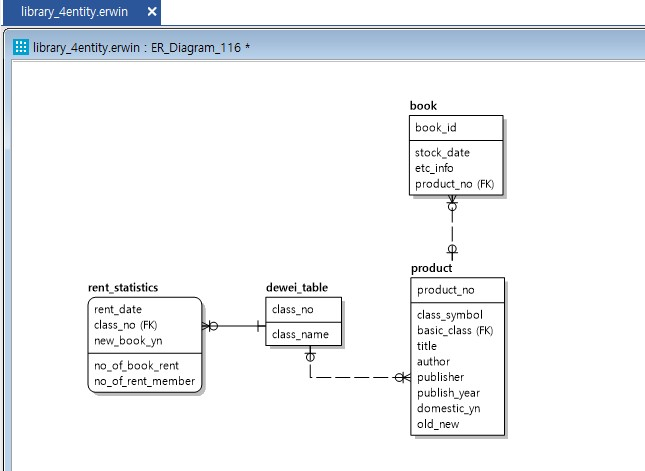 library_4entity.erwin ×
library_4entity.erwin : ER_Diagram_116 *
book
book_id
stock_date
etc_info
product_no (FK)
rent_statistics
rent_date
class_no (FK)
new_book_yn
no_of_book_rent
no_of_rent_member
dewei_table
class_no
class_name
product
product_no
class_symbol
basic_class (FK)
title
author
publisher
publish_year
domestic_yn
old_new